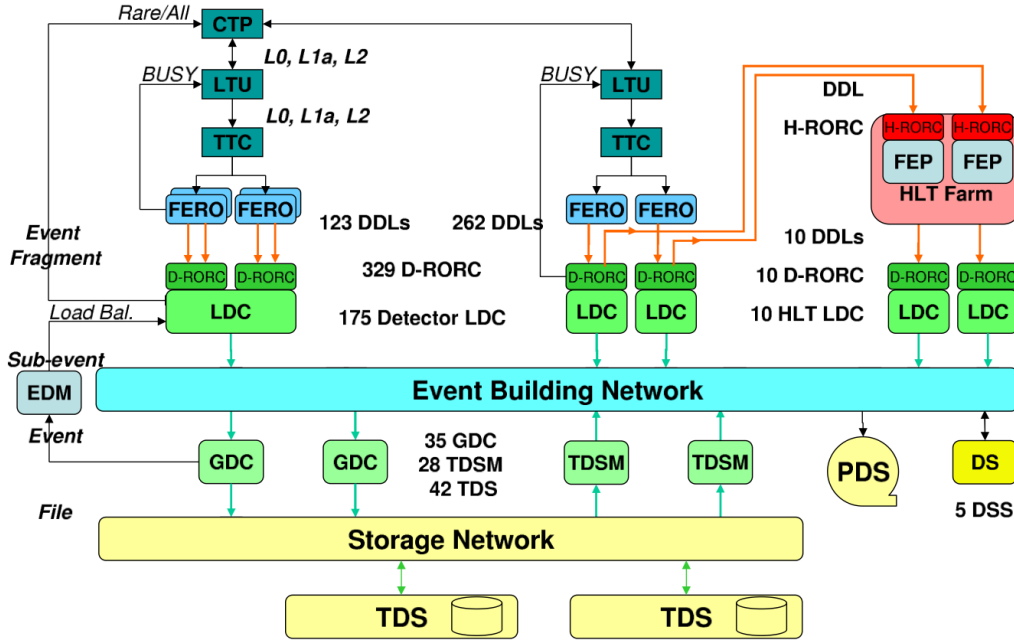 Rare/All
CTP
L0, L1a, L2
BUSY
LTU
BUSY
LTU
DDL
L0, L1a, L2
H-RORC
H-RORC
H-RORC
TTC
TTC
FEP
FEP
HLT Farm
FERO
FERO
123 DDLs
262 DDLs
FERO
FERO
Event
Fragment
10 DDLs
D-RORC
D-RORC
329 D-RORC
D-RORC
D-RORC
10 D-RORC
D-RORC
D-RORC
Load Bal.
LDC
175 Detector LDC
LDC
LDC
10 HLT LDC
LDC
LDC
Sub-event
EDM
Event Building Network
Event
GDC
GDC
35 GDC
28 TDSM
42 TDS
TDSM
TDSM
PDS
DS
File
5 DSS
Storage Network
TDS
TDS